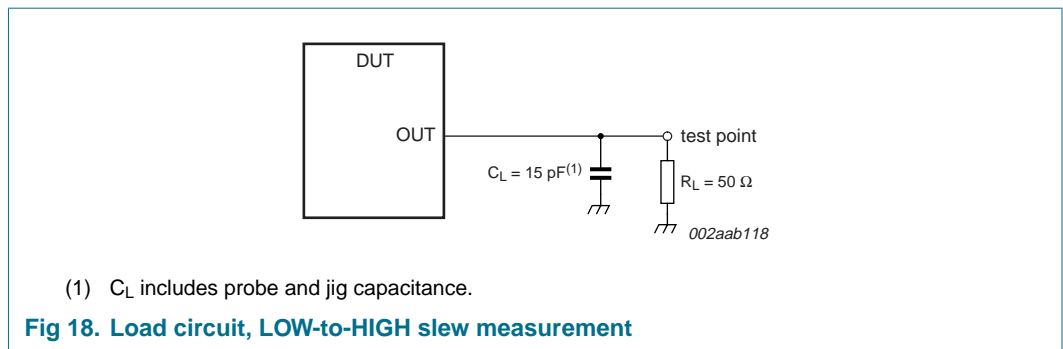 DUT
OUT
test point
C_L = 15 pF(1)
R_L = 50 Ω
002aab118
(1) C_L includes probe and jig capacitance.
Fig 18. Load circuit, LOW-to-HIGH slew measurement